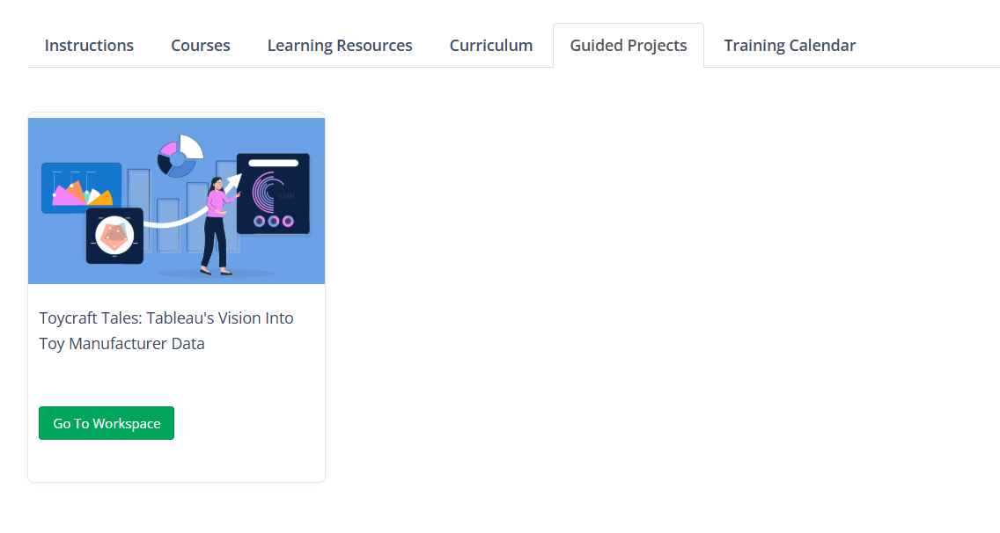 Instructions Courses Learning Resources Curriculum Guided Projects Training Calendar
Toycraft Tales: Tableau's Vision Into
Toy Manufacturer Data
Go To Workspace